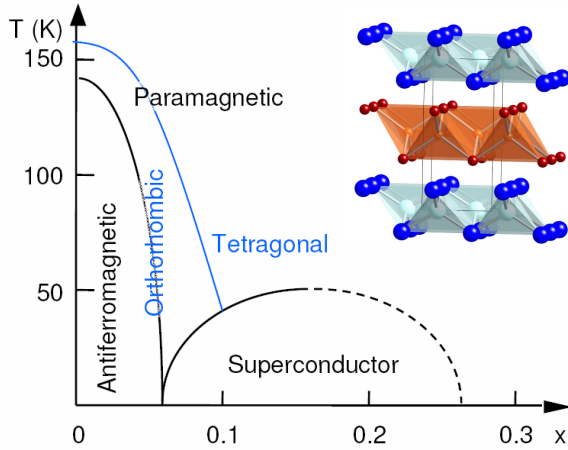 T (K)
150
Paramagnetic
100
Antiferromagnetic
Orthorhombic
Tetragonal
50
Superconductor
0
0.1
0.2
0.3
x